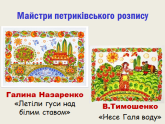 Майстри петриківського розпису
Галина Назаренко
«Летіли гуси над
білим ставом»
В.Тимошенко
«Несе Галя воду»